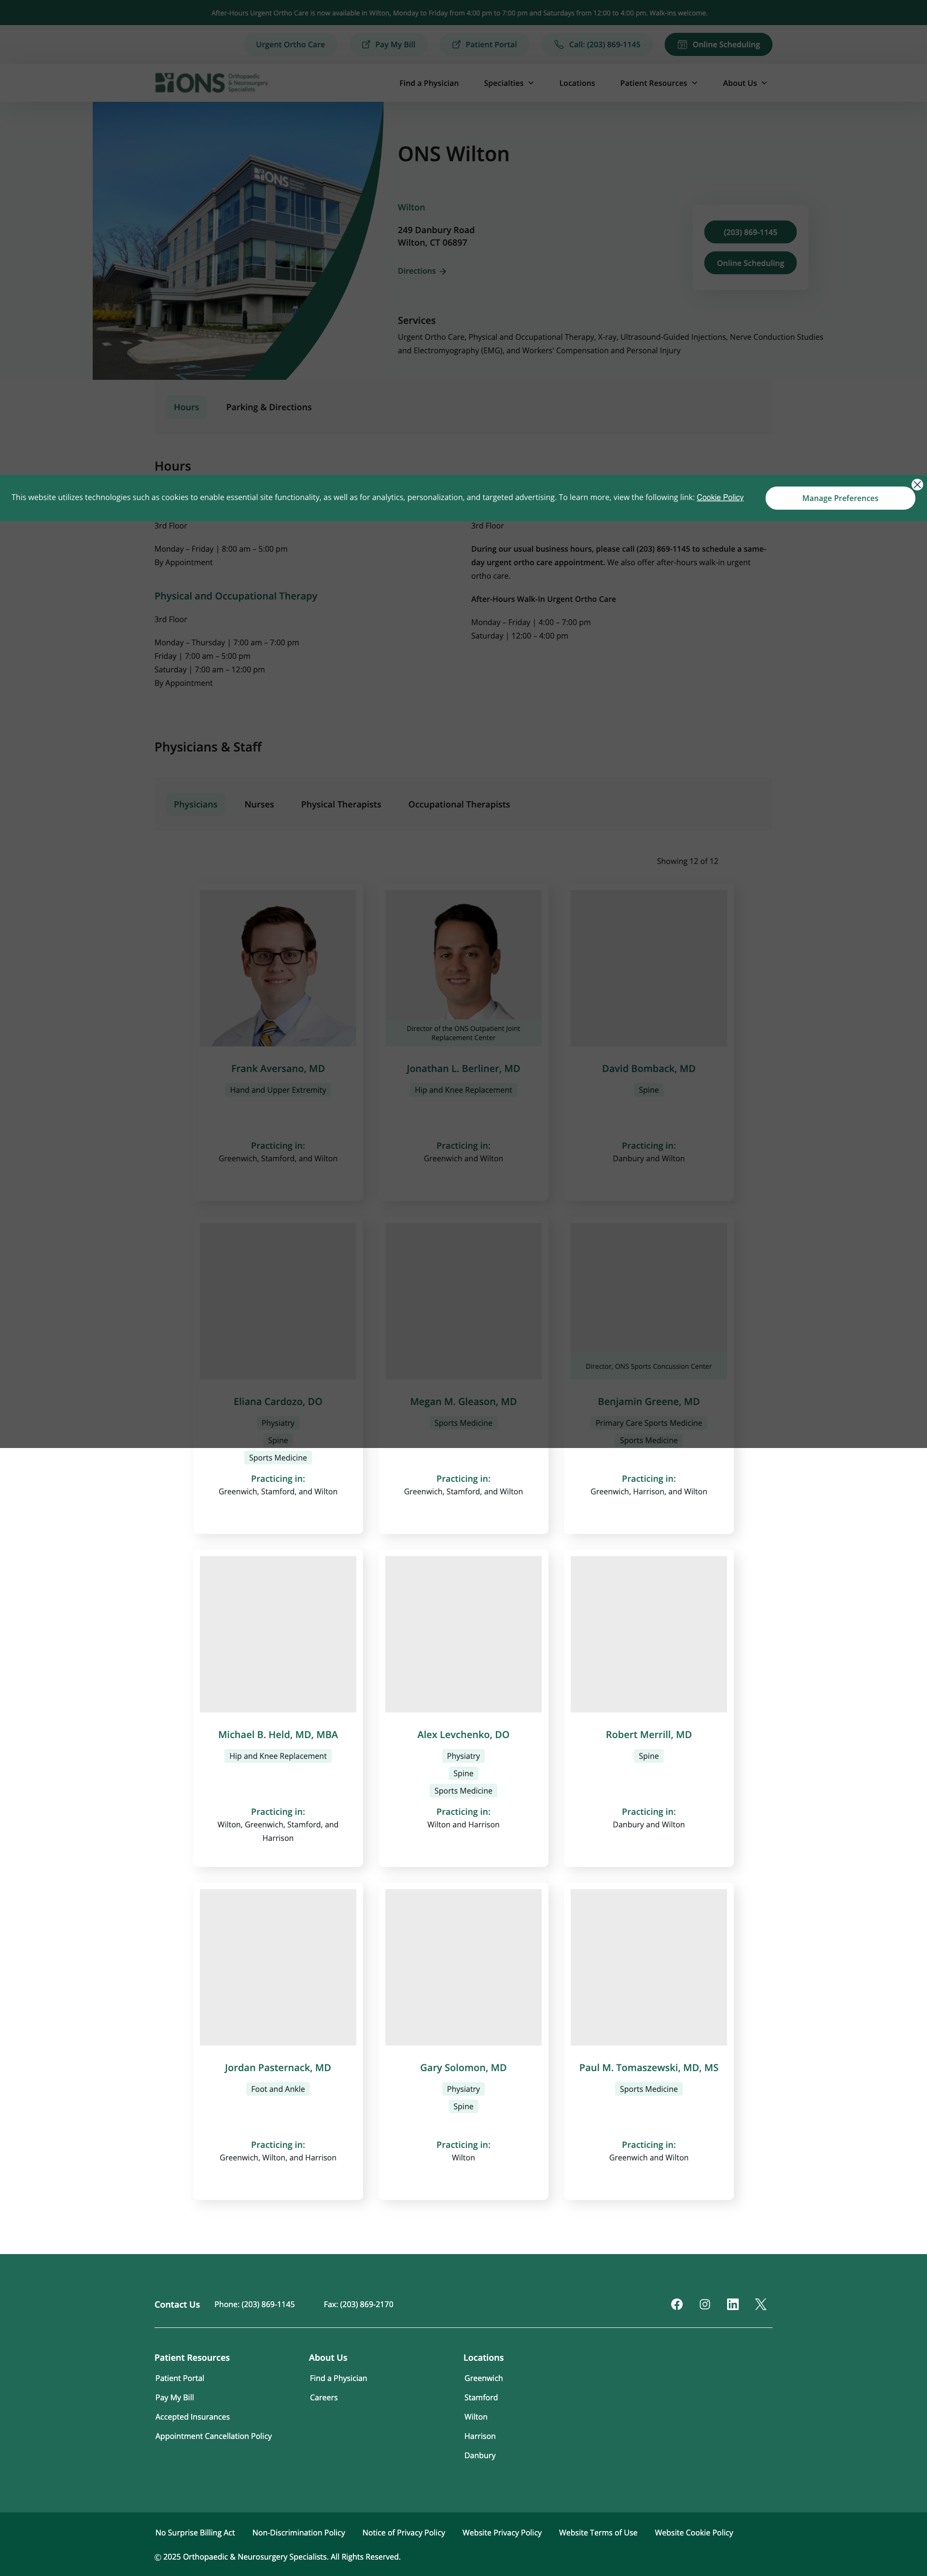 After-Hours Urgent Ortho Care is now available in Wilton, Monday to Friday from 4:00 pm to 7:00 pm and Saturdays from 12:00 to 4:00 pm. Walk-ins welcome.
Urgent Ortho Care
Pay My Bill
Patient Portal
Call: (203) 869-1145
Online Scheduling
ONS Orthopaedic & Neurosurgery Specialists
Find a Physician
Specialties
Locations
Patient Resources
About Us
ONS
ONS Wilton
Wilton
249 Danbury Road
Wilton, CT 06897
Directions
(203) 869-1145
Online Scheduling
Services
Urgent Ortho Care, Physical and Occupational Therapy, X-ray, Ultrasound-Guided Injections, Nerve Conduction Studies
and Electromyography (EMG), and Workers' Compensation and Personal Injury
Hours
Parking & Directions
Hours
This website utilizes technologies such as cookies to enable essential site functionality, as well as for analytics, personalization, and targeted advertising. To learn more, view the following link: Cookie Policy
Manage Preferences
3rd Floor
Monday – Friday | 8:00 am – 5:00 pm
By Appointment
Physical and Occupational Therapy
3rd Floor
Monday – Thursday | 7:00 am – 7:00 pm
Friday | 7:00 am – 5:00 pm
Saturday | 7:00 am – 12:00 pm
By Appointment
3rd Floor
During our usual business hours, please call (203) 869-1145 to schedule a same-
day urgent ortho care appointment. We also offer after-hours walk-in urgent
ortho care.
After-Hours Walk-in Urgent Ortho Care
Monday – Friday | 4:00 – 7:00 pm
Saturday | 12:00 – 4:00 pm
Physicians & Staff
Physicians
Nurses
Physical Therapists
Occupational Therapists
Showing 12 of 12
Frank Aversano, MD
Hand and Upper Extremity
Practicing in:
Greenwich, Stamford, and Wilton
Director of the ONS Outpatient Joint
Replacement Center
Jonathan L. Berliner, MD
Hip and Knee Replacement
Practicing in:
Greenwich and Wilton
David Bomback, MD
Spine
Practicing in:
Danbury and Wilton
Eliana Cardozo, DO
Physiatry
Spine
Sports Medicine
Practicing in:
Greenwich, Stamford, and Wilton
Megan M. Gleason, MD
Sports Medicine
Practicing in:
Greenwich, Stamford, and Wilton
Director, ONS Sports Concussion Center
Benjamin Greene, MD
Primary Care Sports Medicine
Sports Medicine
Practicing in:
Greenwich, Harrison, and Wilton
Michael B. Held, MD, MBA
Hip and Knee Replacement
Practicing in:
Wilton, Greenwich, Stamford, and
Harrison
Alex Levchenko, DO
Physiatry
Spine
Sports Medicine
Practicing in:
Wilton and Harrison
Robert Merrill, MD
Spine
Practicing in:
Danbury and Wilton
Jordan Pasternack, MD
Foot and Ankle
Practicing in:
Greenwich, Wilton, and Harrison
Gary Solomon, MD
Physiatry
Spine
Practicing in:
Wilton
Paul M. Tomaszewski, MD, MS
Sports Medicine
Practicing in:
Greenwich and Wilton
Contact Us
Phone: (203) 869-1145
Fax: (203) 869-2170
Patient Resources
Patient Portal
Pay My Bill
Accepted Insurances
Appointment Cancellation Policy
About Us
Find a Physician
Careers
Locations
Greenwich
Stamford
Wilton
Harrison
Danbury
No Surprise Billing Act
Non-Discrimination Policy
Notice of Privacy Policy
Website Privacy Policy
Website Terms of Use
Website Cookie Policy
© 2025 Orthopaedic & Neurosurgery Specialists. All Rights Reserved.